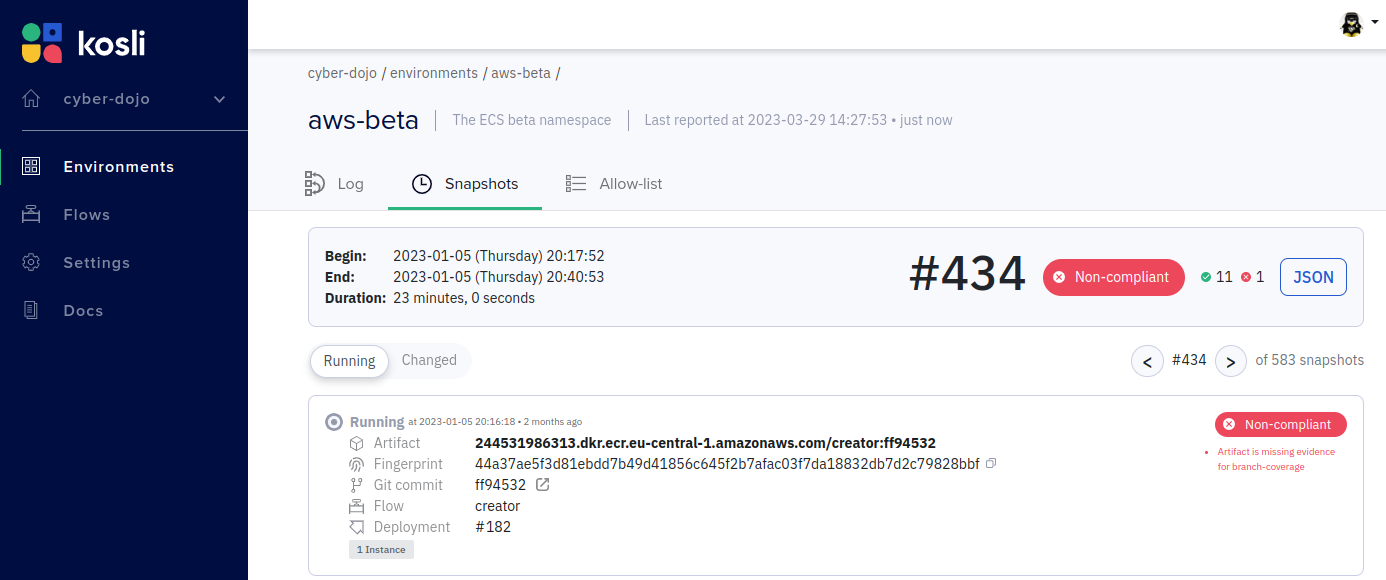 kosli
cyber-dojo
Environments
Flows
Settings
Docs
cyber-dojo / environments / aws-beta /
aws-beta | The ECS beta namespace | Last reported at 2023-03-29 14:27:53 • just now
Log Snapshots Allow-list
Begin: 2023-01-05 (Thursday) 20:17:52
End: 2023-01-05 (Thursday) 20:40:53
Duration: 23 minutes, 0 seconds
#434 Non-compliant 11 1 JSON
Running Changed
< #434 > of 583 snapshots
Running at 2023-01-05 20:16:18 • 2 months ago
Artifact 244531986313.dkr.ecr.eu-central-1.amazonaws.com/creator:ff94532
Fingerprint 44a37ae5f3d81ebdd7b49d41856c645f2b7afac03f7da18832db7d2c79828bbf
Git commit ff94532
Flow creator
Deployment #182
1 Instance
Non-compliant
• Artifact is missing evidence
for branch-coverage